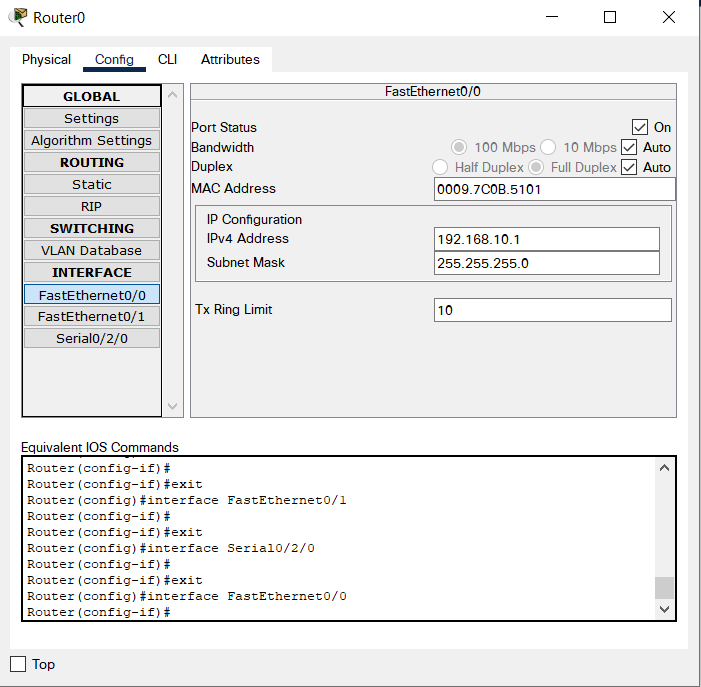 Router0
Physical Config CLI Attributes
GLOBAL
Settings
Algorithm Settings
ROUTING
Static
RIP
SWITCHING
VLAN Database
INTERFACE
FastEthernet0/0
FastEthernet0/1
Serial0/2/0
FastEthernet0/0
Port Status On
Bandwidth 100 Mbps 10 Mbps Auto
Duplex Half Duplex Full Duplex Auto
MAC Address 0009.7C0B.5101
IP Configuration
IPv4 Address 192.168.10.1
Subnet Mask 255.255.255.0
Tx Ring Limit 10
Equivalent IOS Commands
Router(config-if)#
Router(config-if)#exit
Router(config)#interface FastEthernet0/1
Router(config-if)#
Router(config-if)#exit
Router(config)#interface Serial0/2/0
Router(config-if)#
Router(config-if)#exit
Router(config)#interface FastEthernet0/0
Router(config-if)#
Top